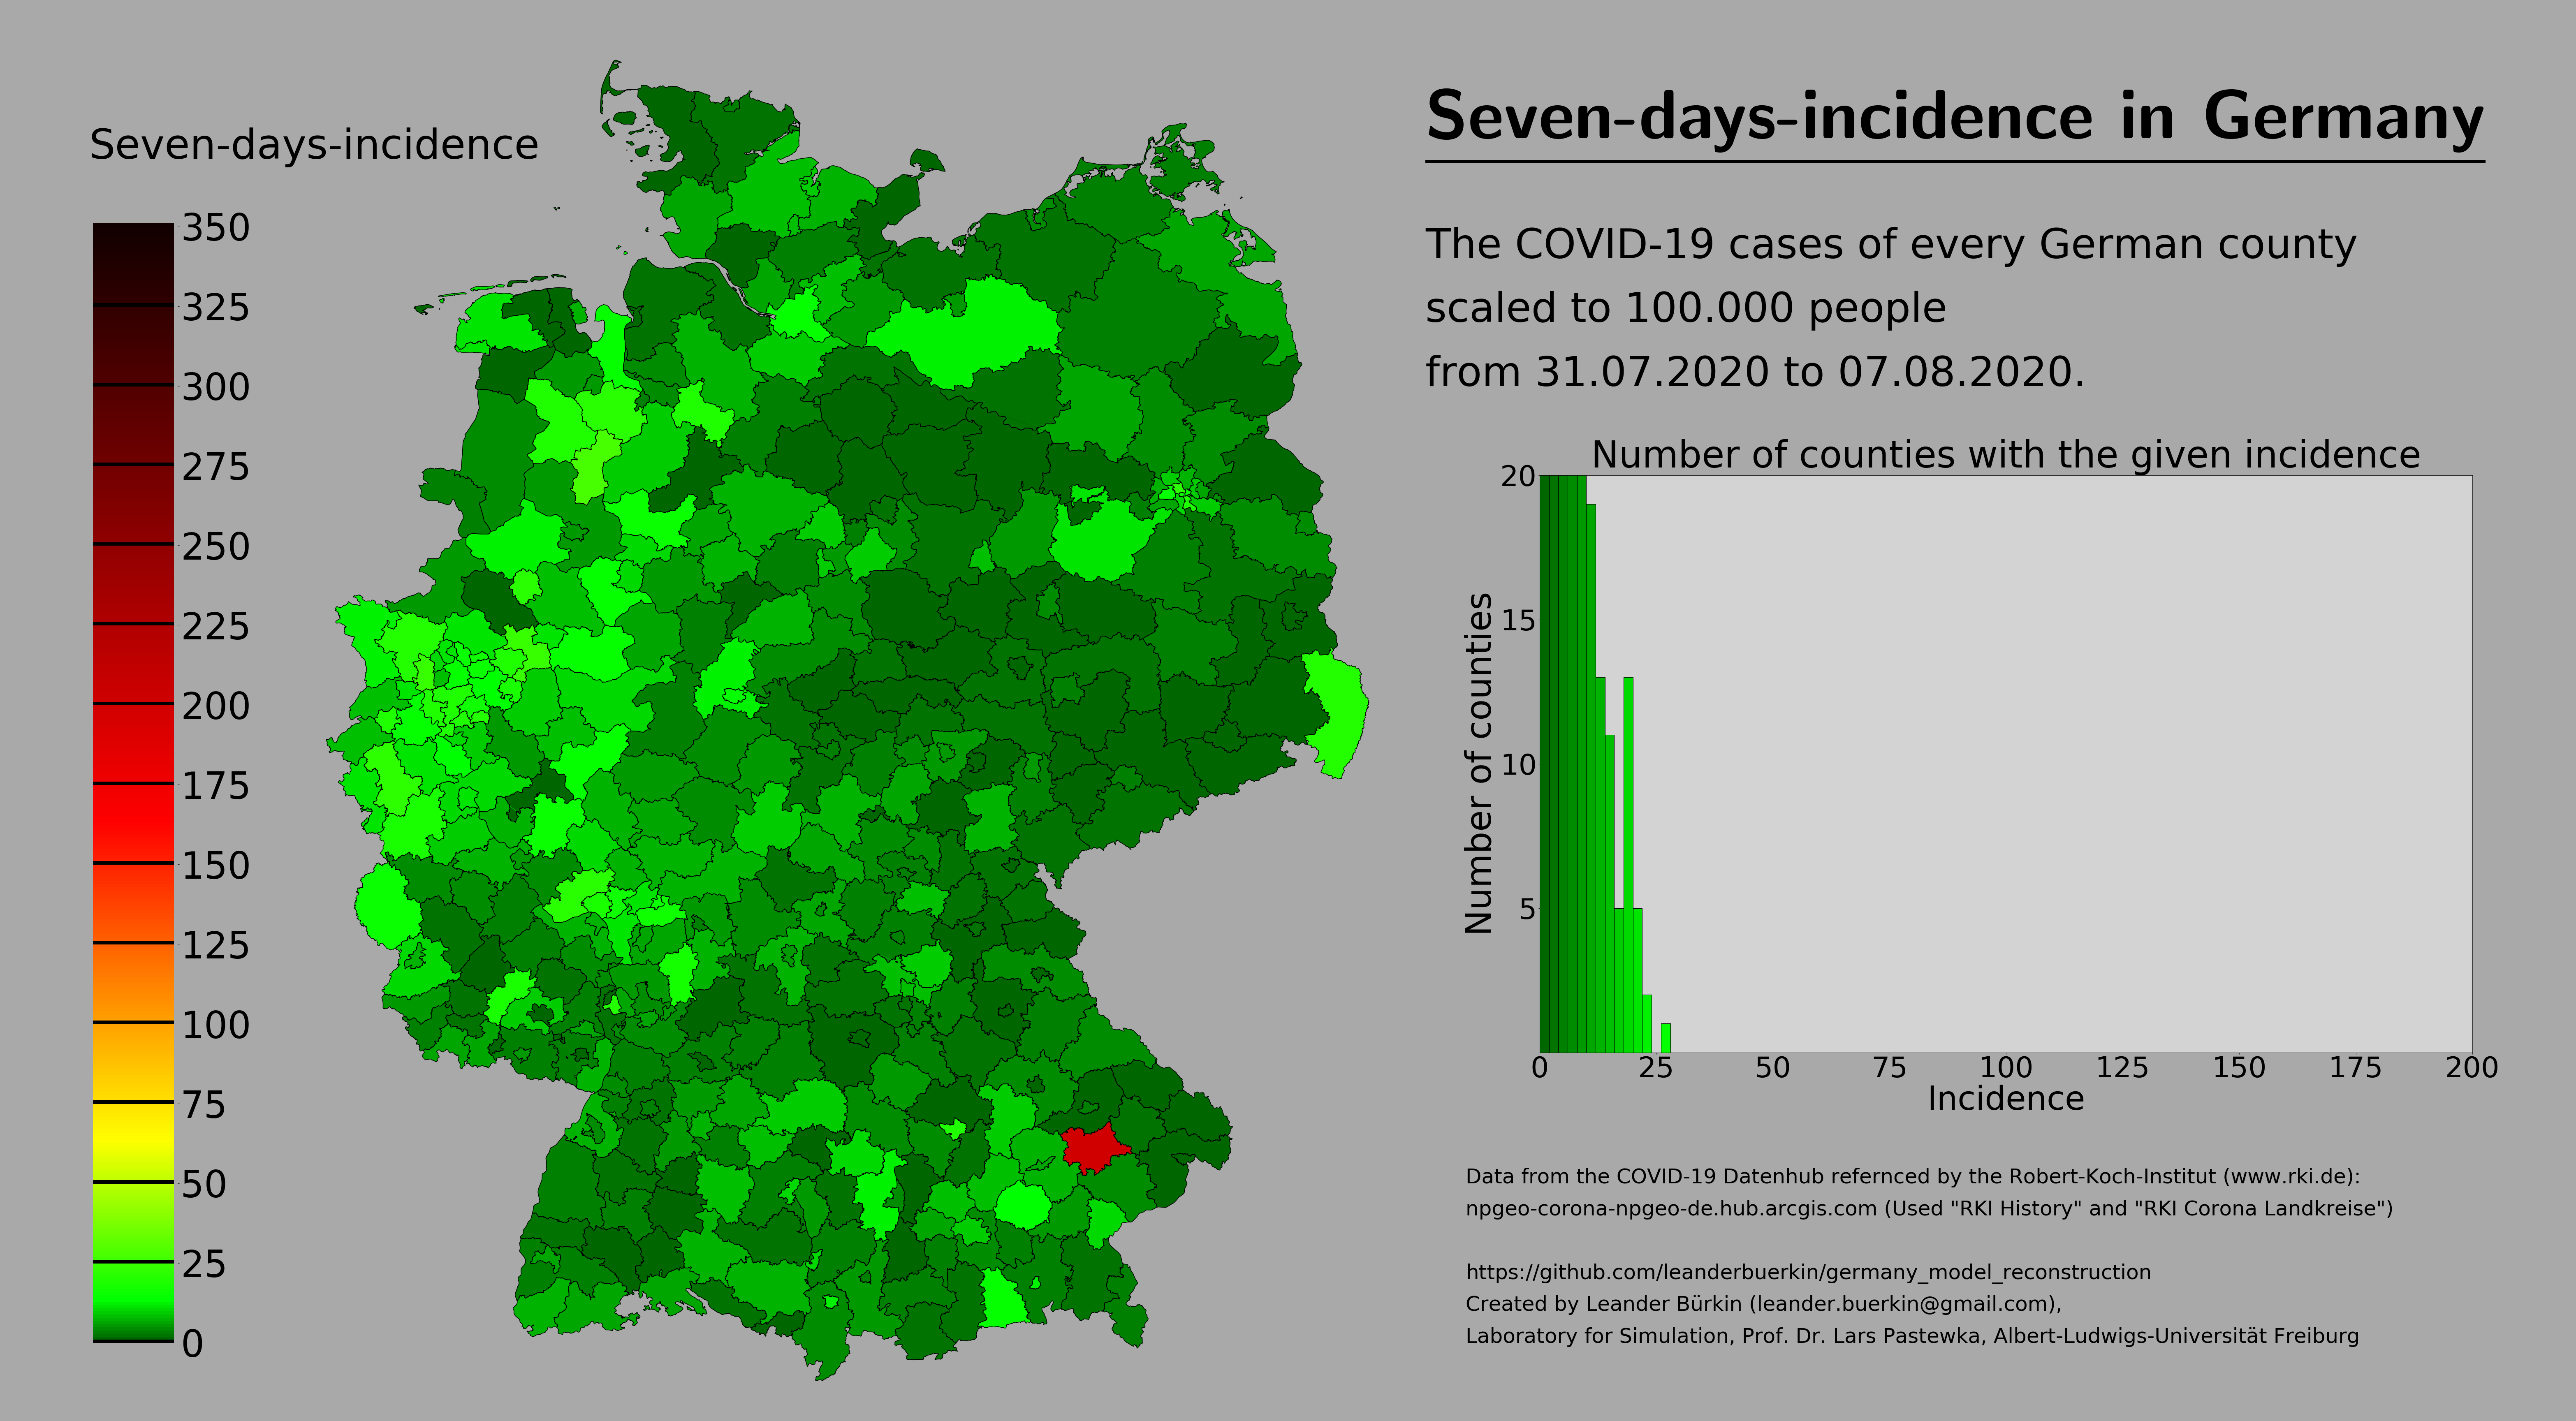 Seven-days-incidence
350
325
300
275
250
225
200
175
150
125
100
75
50
25
0
Seven-days-incidence in Germany
The COVID-19 cases of every German county
scaled to 100.000 people
from 31.07.2020 to 07.08.2020.
Number of counties with the given incidence
Number of counties
20
15
10
5
0 25 50 75 100 125 150 175 200
Incidence
Data from the COVID-19 Datenhub refernced by the Robert-Koch-Institut (www.rki.de):
npgeo-corona-npgeo-de.hub.arcgis.com (Used "RKI History" and "RKI Corona Landkreise")
https://github.com/leanderbuerkin/germany_model_reconstruction
Created by Leander Bürkin (leander.buerkin@gmail.com),
Laboratory for Simulation, Prof. Dr. Lars Pastewka, Albert-Ludwigs-Universität Freiburg